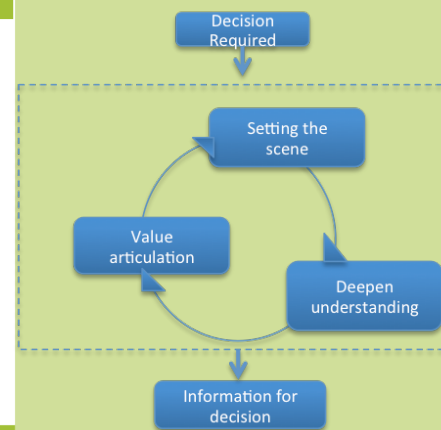 Decision
Required
Setting the
scene
Value
articulation
Deepen
understanding
Information for
decision